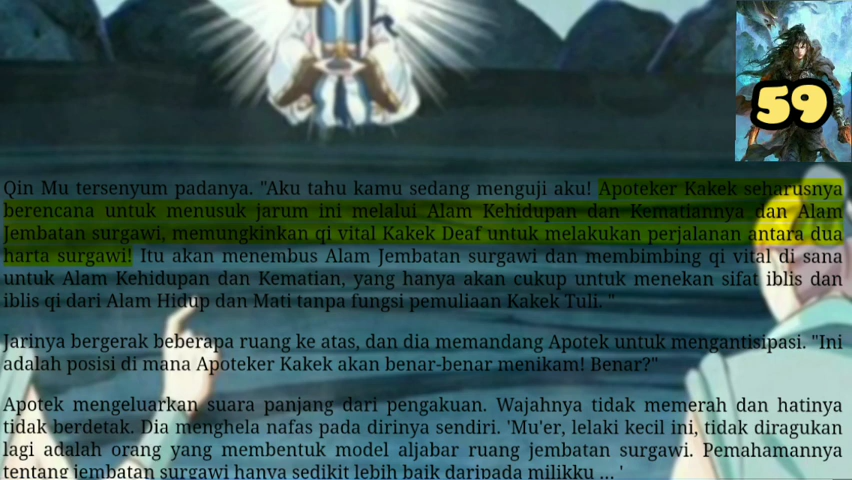 59
Qin Mu tersenyum padanya. "Aku tahu kamu sedang menguji aku! Apoteker Kakek seharusnya
berencana untuk menusuk jarum ini melalui Alam Kehidupan dan Kematiannya dan Alam
Jembatan surgawi, memungkinkan qi vital Kakek Deaf untuk melakukan perjalanan antara dua
harta surgawi! Itu akan menembus Alam Jembatan surgawi dan membimbing qi vital di sana
untuk Alam Kehidupan dan Kematian, yang hanya akan cukup untuk menekan sifat iblis dan
iblis qi dari Alam Hidup dan Mati tanpa fungsi pemuliaan Kakek Tuli. "
Jarinya bergerak beberapa ruang ke atas, dan dia memandang Apotek untuk mengantisipasi. "Ini
adalah posisi di mana Apoteker Kakek akan benar-benar menikam! Benar?"
Apotek mengeluarkan suara panjang dari pengakuan. Wajahnya tidak memerah dan hatinya
tidak berdetak. Dia menghela nafas pada dirinya sendiri. 'Mu'er, lelaki kecil ini, tidak diragukan
lagi adalah orang yang membentuk model aljabar ruang jembatan surgawi. Pemahamannya
tentang jembatan surgawi hanya sedikit lebih baik daripada milikku ... '